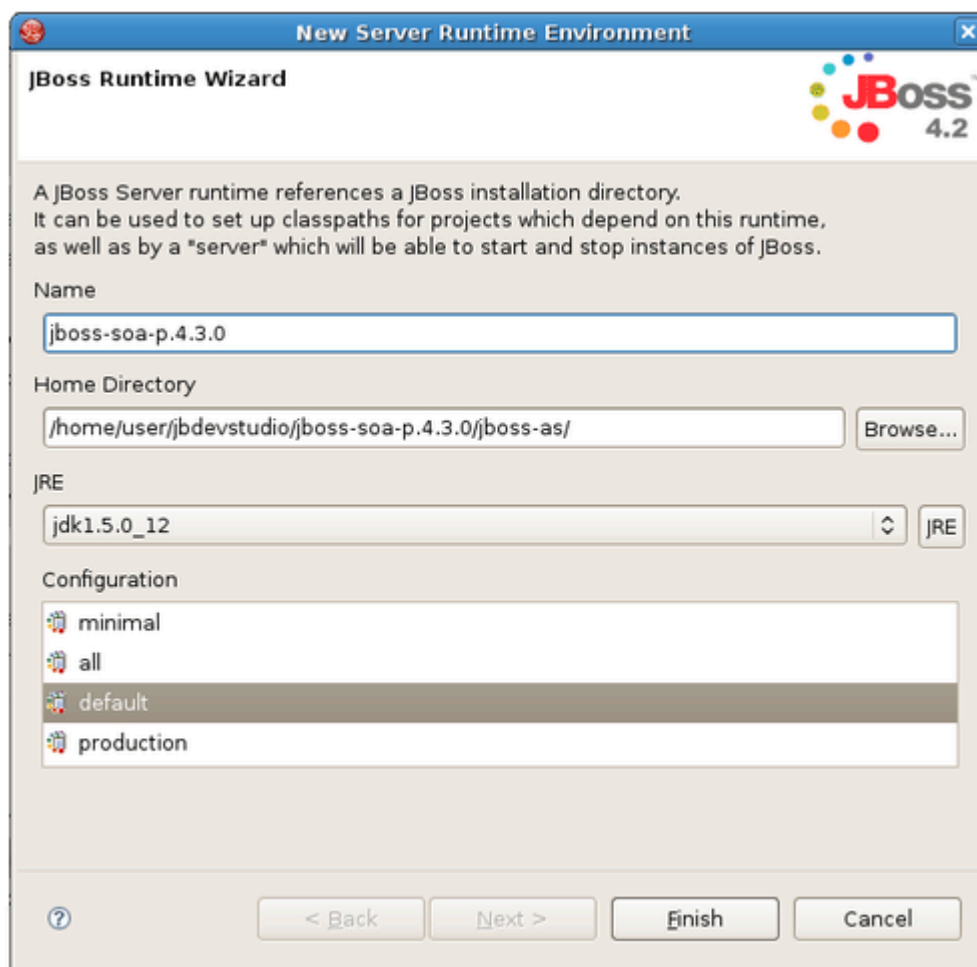 New Server Runtime Environment
JBoss Runtime Wizard
JBoss
4.2
A JBoss Server runtime references a JBoss installation directory.
It can be used to set up classpaths for projects which depend on this runtime,
as well as by a "server" which will be able to start and stop instances of JBoss.
Name
jboss-soa-p.4.3.0
Home Directory
/home/user/jbdevstudio/jboss-soa-p.4.3.0/jboss-as/
Browse...
JRE
jdk1.5.0_12
JRE
Configuration
minimal
all
default
production
?
< Back
Next >
Finish
Cancel